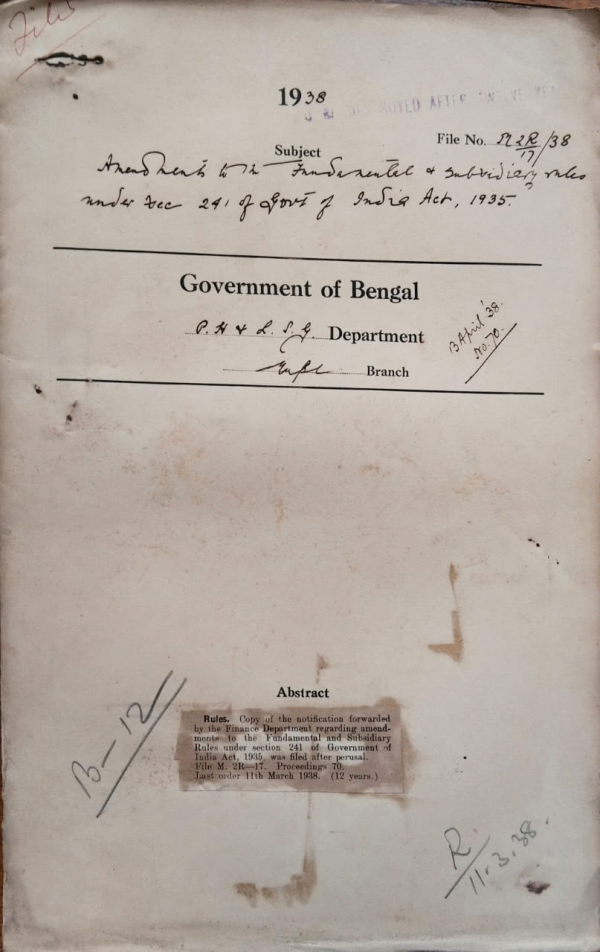 File
1938
DESTROYED AFTER TWELVE YEA
File No. M 2R/17/38
Subject
Amendments to the Fundamental & Subsidiary rules
under Sec 241 of Govt of India Act, 1935.
Government of Bengal
P. H & L. S. G. Department
13 April '38.
No. 70.
Branch
Abstract
B—12
Rules. Copy of the notification forwarded
by the Finance Department regarding amend-
ments to the Fundamental and Subsidiary
Rules under section 241 of Government of
India Act, 1935, was filed after perusal.
File M. 2R—17. Proceedings 70.
Last order 11th March 1938. (12 years.)
R
11.3.38.